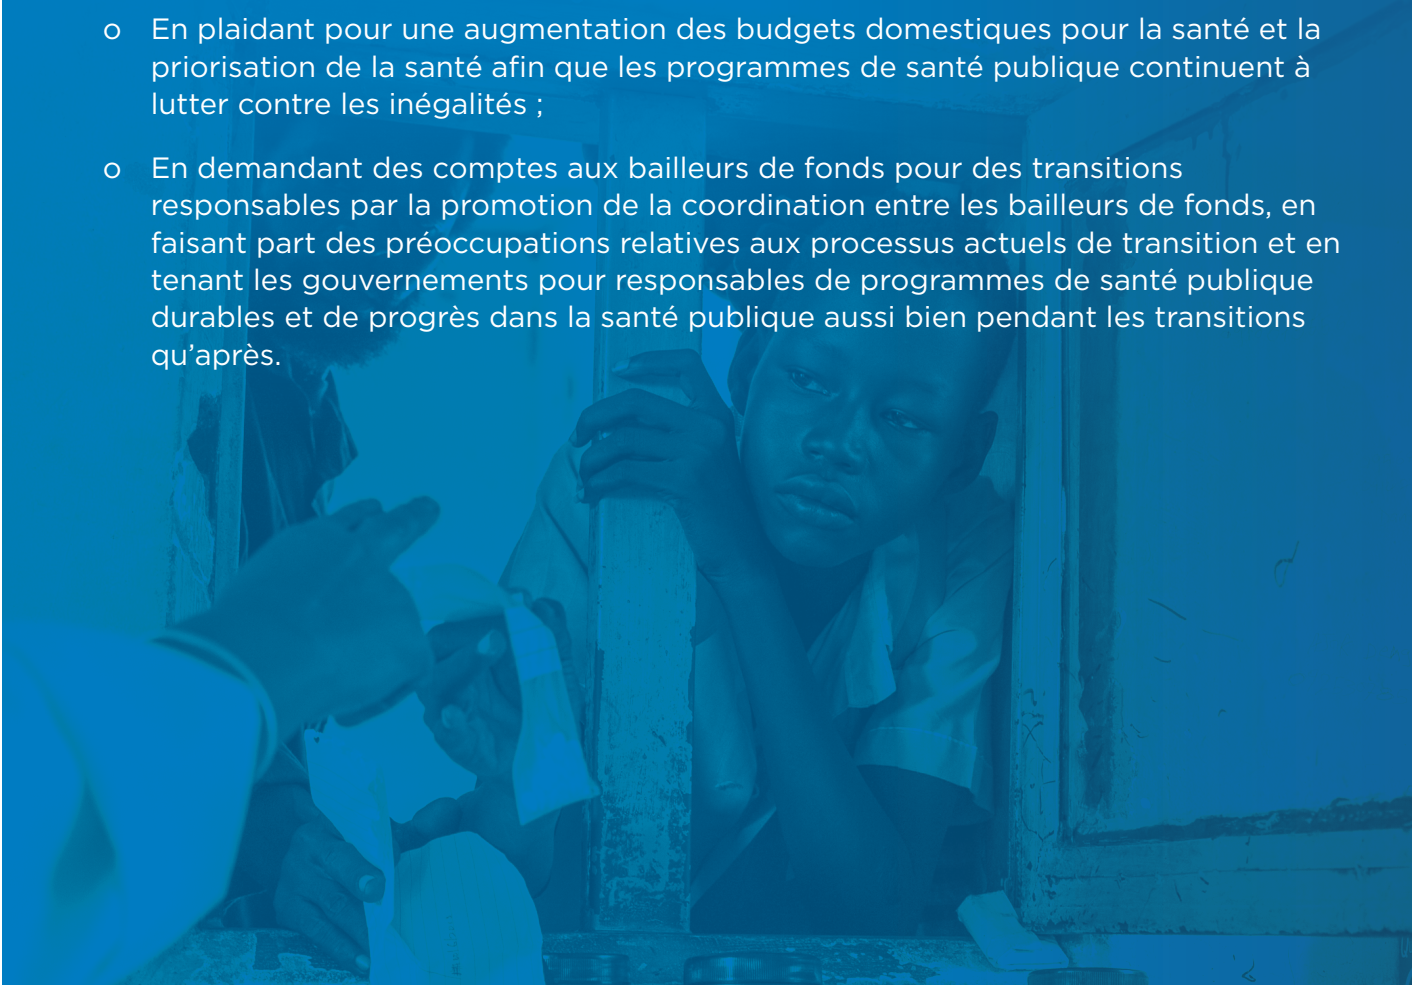 o En plaidant pour une augmentation des budgets domestiques pour la santé et la
priorisation de la santé afin que les programmes de santé publique continuent à
lutter contre les inégalités ;
o En demandant des comptes aux bailleurs de fonds pour des transitions
responsables par la promotion de la coordination entre les bailleurs de fonds, en
faisant part des préoccupations relatives aux processus actuels de transition et en
tenant les gouvernements pour responsables de programmes de santé publique
durables et de progrès dans la santé publique aussi bien pendant les transitions
qu’après.